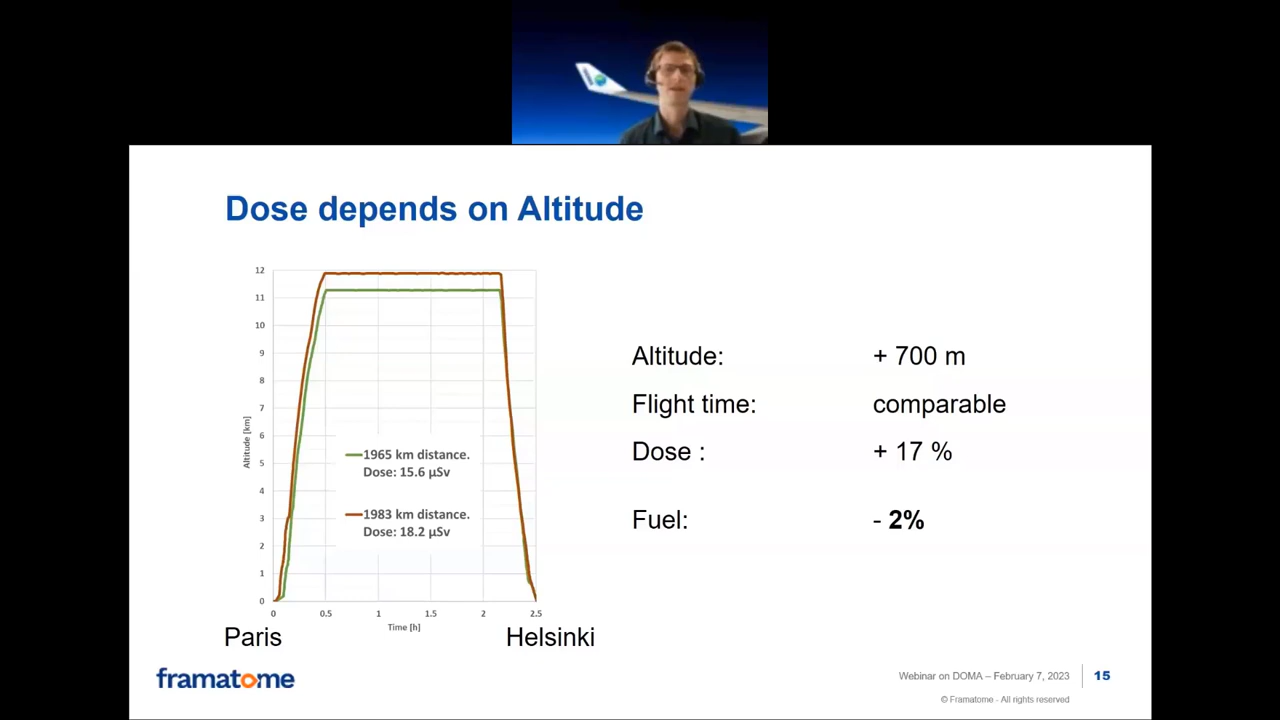 Dose depends on Altitude
12
11
10
9
8
7
6
5
4
3
2
1
0
Altitude [km]
1965 km distance.
Dose: 15.6 µSv
1983 km distance.
Dose: 18.2 µSv
0 0.5 1 1.5 2 2.5
Time [h]
Paris Helsinki
Altitude: + 700 m
Flight time: comparable
Dose : + 17 %
Fuel: - 2%
framatome
Webinar on DOMA – February 7, 2023 15
© Framatome - All rights reserved